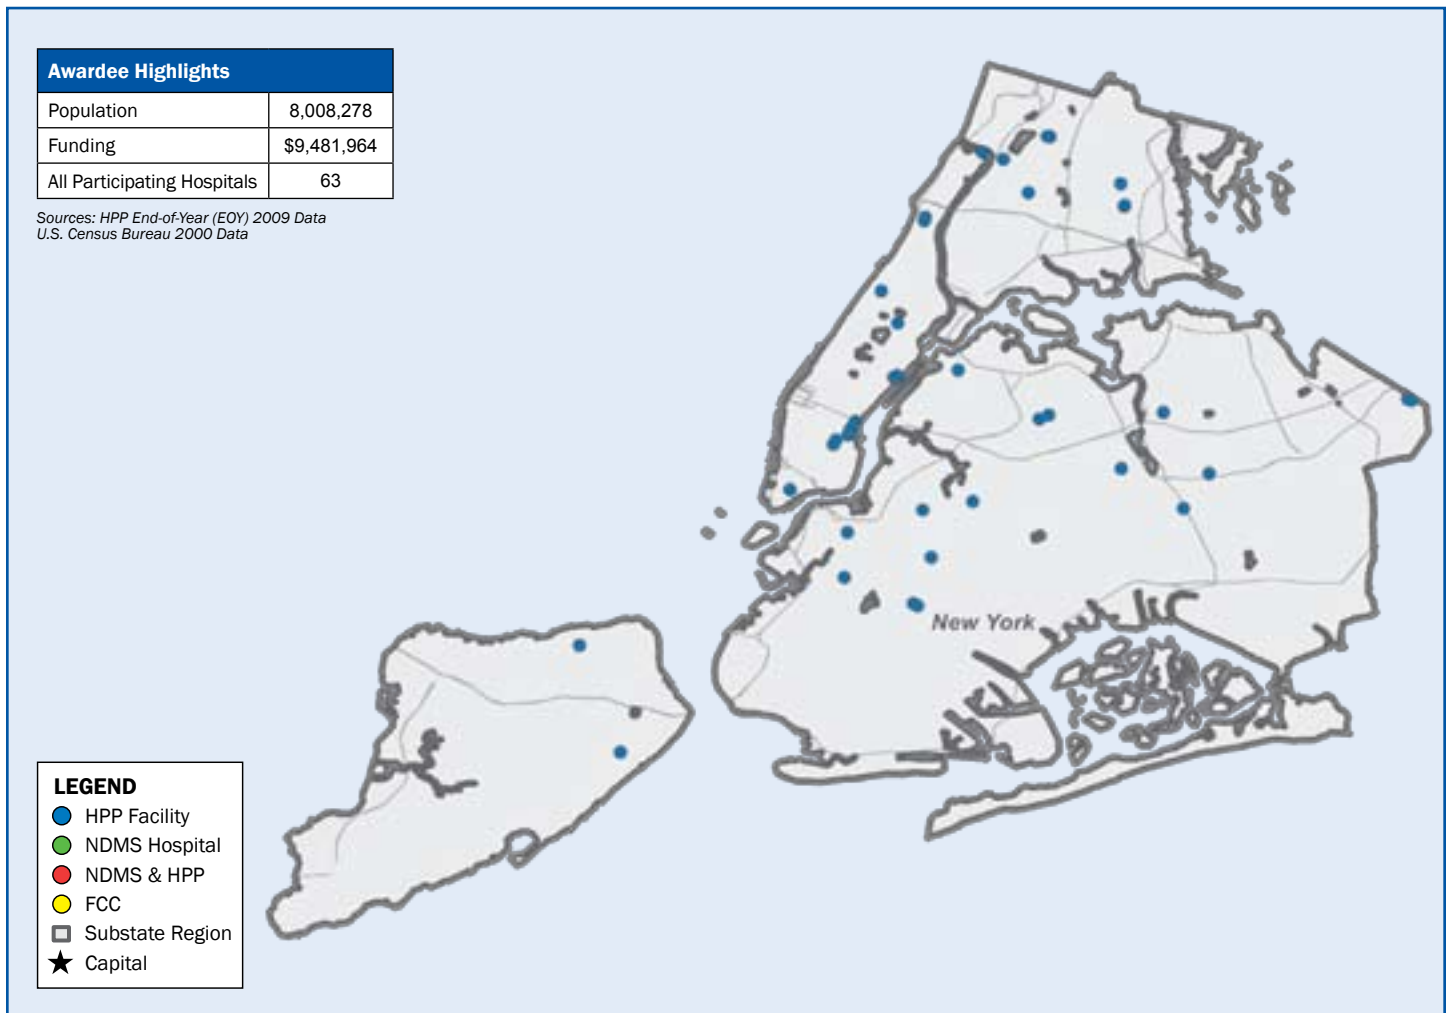 Awardee Highlights
Population 8,008,278
Funding $9,481,964
All Participating Hospitals 63
Sources: HPP End-of-Year (EOY) 2009 Data
U.S. Census Bureau 2000 Data
New York
LEGEND
HPP Facility
NDMS Hospital
NDMS & HPP
FCC
Substate Region
Capital